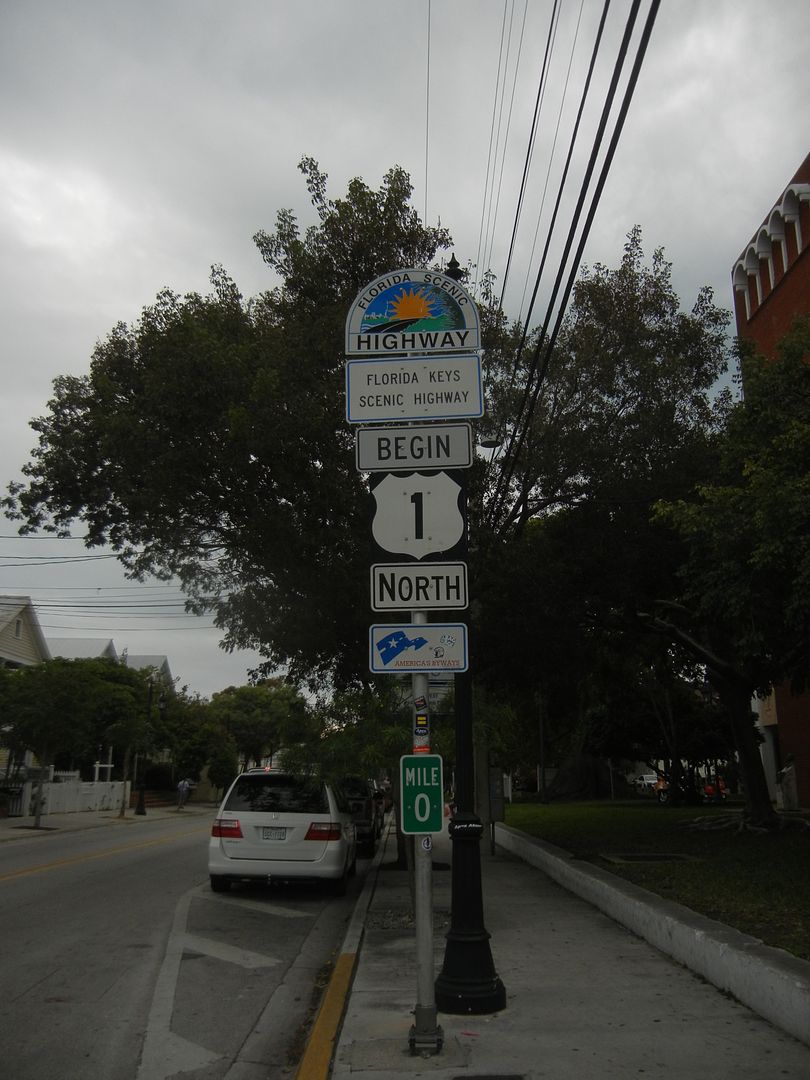 FLORIDA SCENIC
HIGHWAY
FLORIDA KEYS
SCENIC HIGHWAY
BEGIN
1
NORTH
AMERICA'S BYWAYS
MILE
0